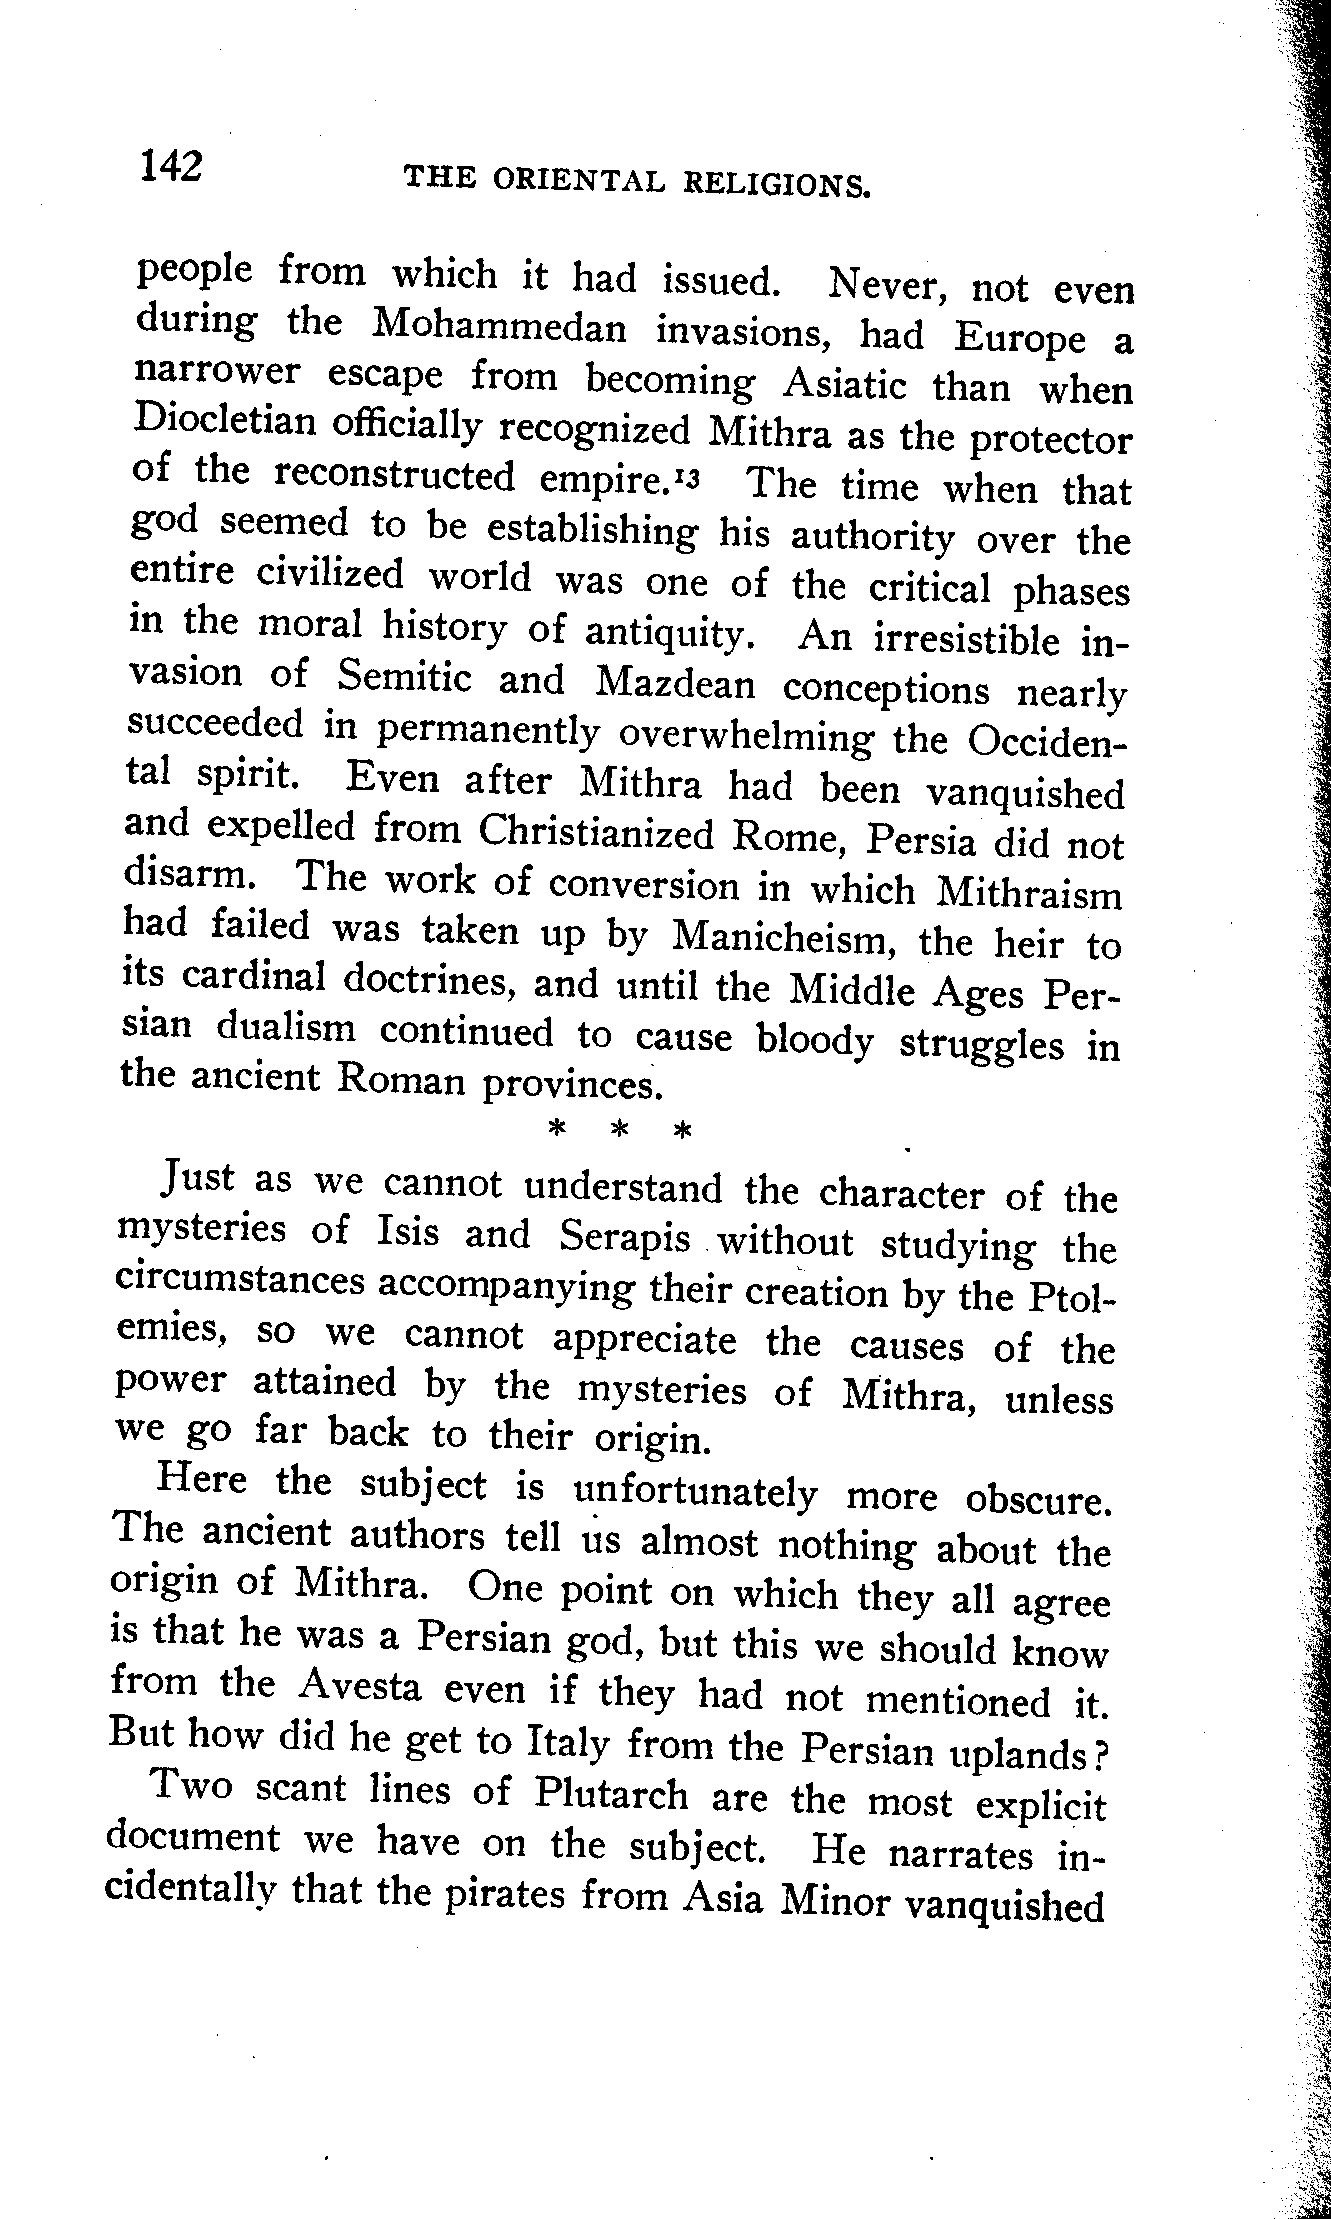 142
THE ORIENTAL RELIGIONS.
people from which it had issued. Never, not even
during the Mohammedan invasions, had Europe a
narrower escape from becoming Asiatic than when
Diocletian officially recognized Mithra as the protector
of the reconstructed empire.¹³ The time when that
god seemed to be establishing his authority over the
entire civilized world was one of the critical phases
in the moral history of antiquity. An irresistible in-
vasion of Semitic and Mazdean conceptions nearly
succeeded in permanently overwhelming the Occiden-
tal spirit. Even after Mithra had been vanquished
and expelled from Christianized Rome, Persia did not
disarm. The work of conversion in which Mithraism
had failed was taken up by Manicheism, the heir to
its cardinal doctrines, and until the Middle Ages Per-
sian dualism continued to cause bloody struggles in
the ancient Roman provinces.
* * *
Just as we cannot understand the character of the
mysteries of Isis and Serapis without studying the
circumstances accompanying their creation by the Ptol-
emies, so we cannot appreciate the causes of the
power attained by the mysteries of Mithra, unless
we go far back to their origin.
Here the subject is unfortunately more obscure.
The ancient authors tell us almost nothing about the
origin of Mithra. One point on which they all agree
is that he was a Persian god, but this we should know
from the Avesta even if they had not mentioned it.
But how did he get to Italy from the Persian uplands?
Two scant lines of Plutarch are the most explicit
document we have on the subject. He narrates in-
cidentally that the pirates from Asia Minor vanquished